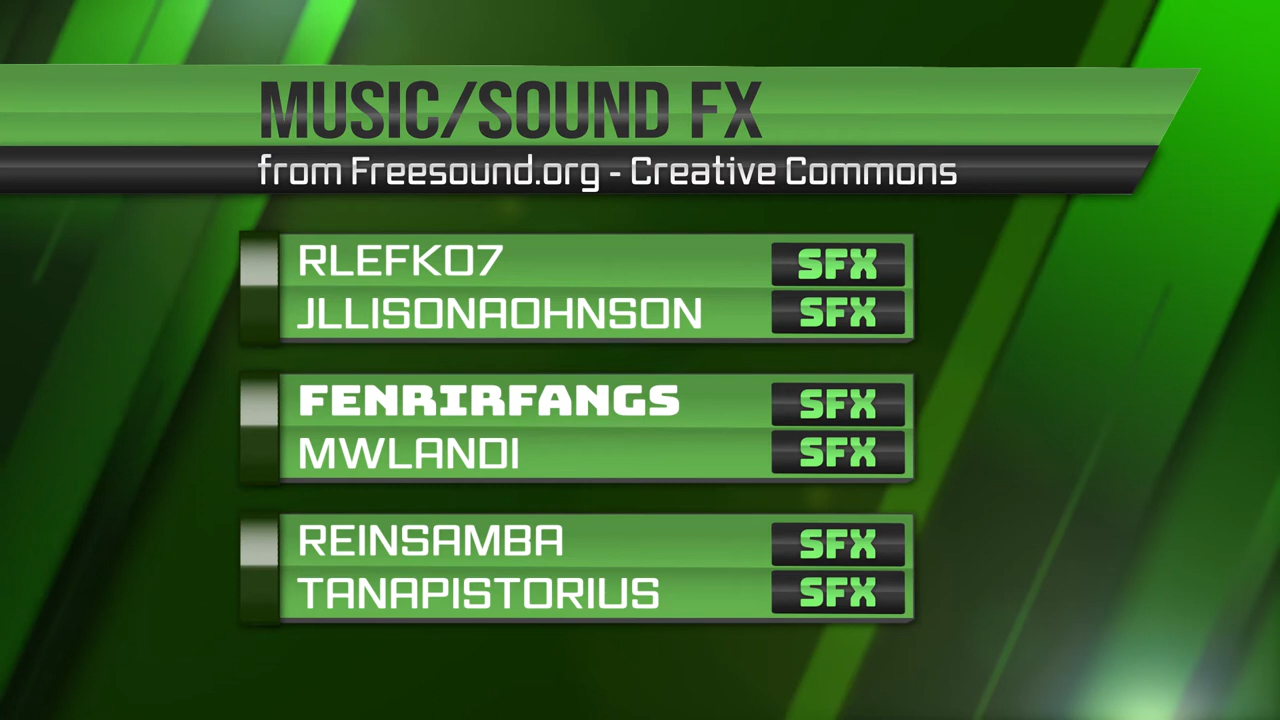 MUSIC/SOUND FX
from Freesound.org - Creative Commons
RLEFK07 SFX
JLLISONAOHNSON SFX
FENRIRFANGS SFX
MWLANDI SFX
REINSAMBA SFX
TANAPISTORIUS SFX